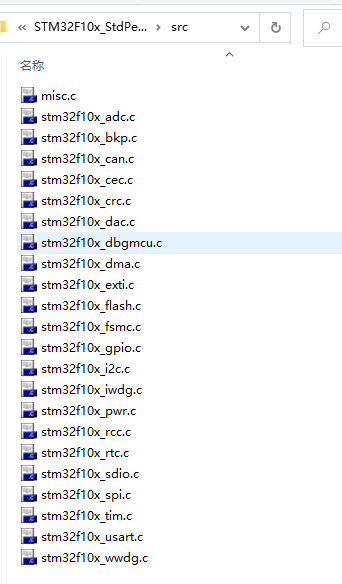 « STM32F10x_StdPe... › src
名称
misc.c
stm32f10x_adc.c
stm32f10x_bkp.c
stm32f10x_can.c
stm32f10x_cec.c
stm32f10x_crc.c
stm32f10x_dac.c
stm32f10x_dbgmcu.c
stm32f10x_dma.c
stm32f10x_exti.c
stm32f10x_flash.c
stm32f10x_fsmc.c
stm32f10x_gpio.c
stm32f10x_i2c.c
stm32f10x_iwdg.c
stm32f10x_pwr.c
stm32f10x_rcc.c
stm32f10x_rtc.c
stm32f10x_sdio.c
stm32f10x_spi.c
stm32f10x_tim.c
stm32f10x_usart.c
stm32f10x_wwdg.c